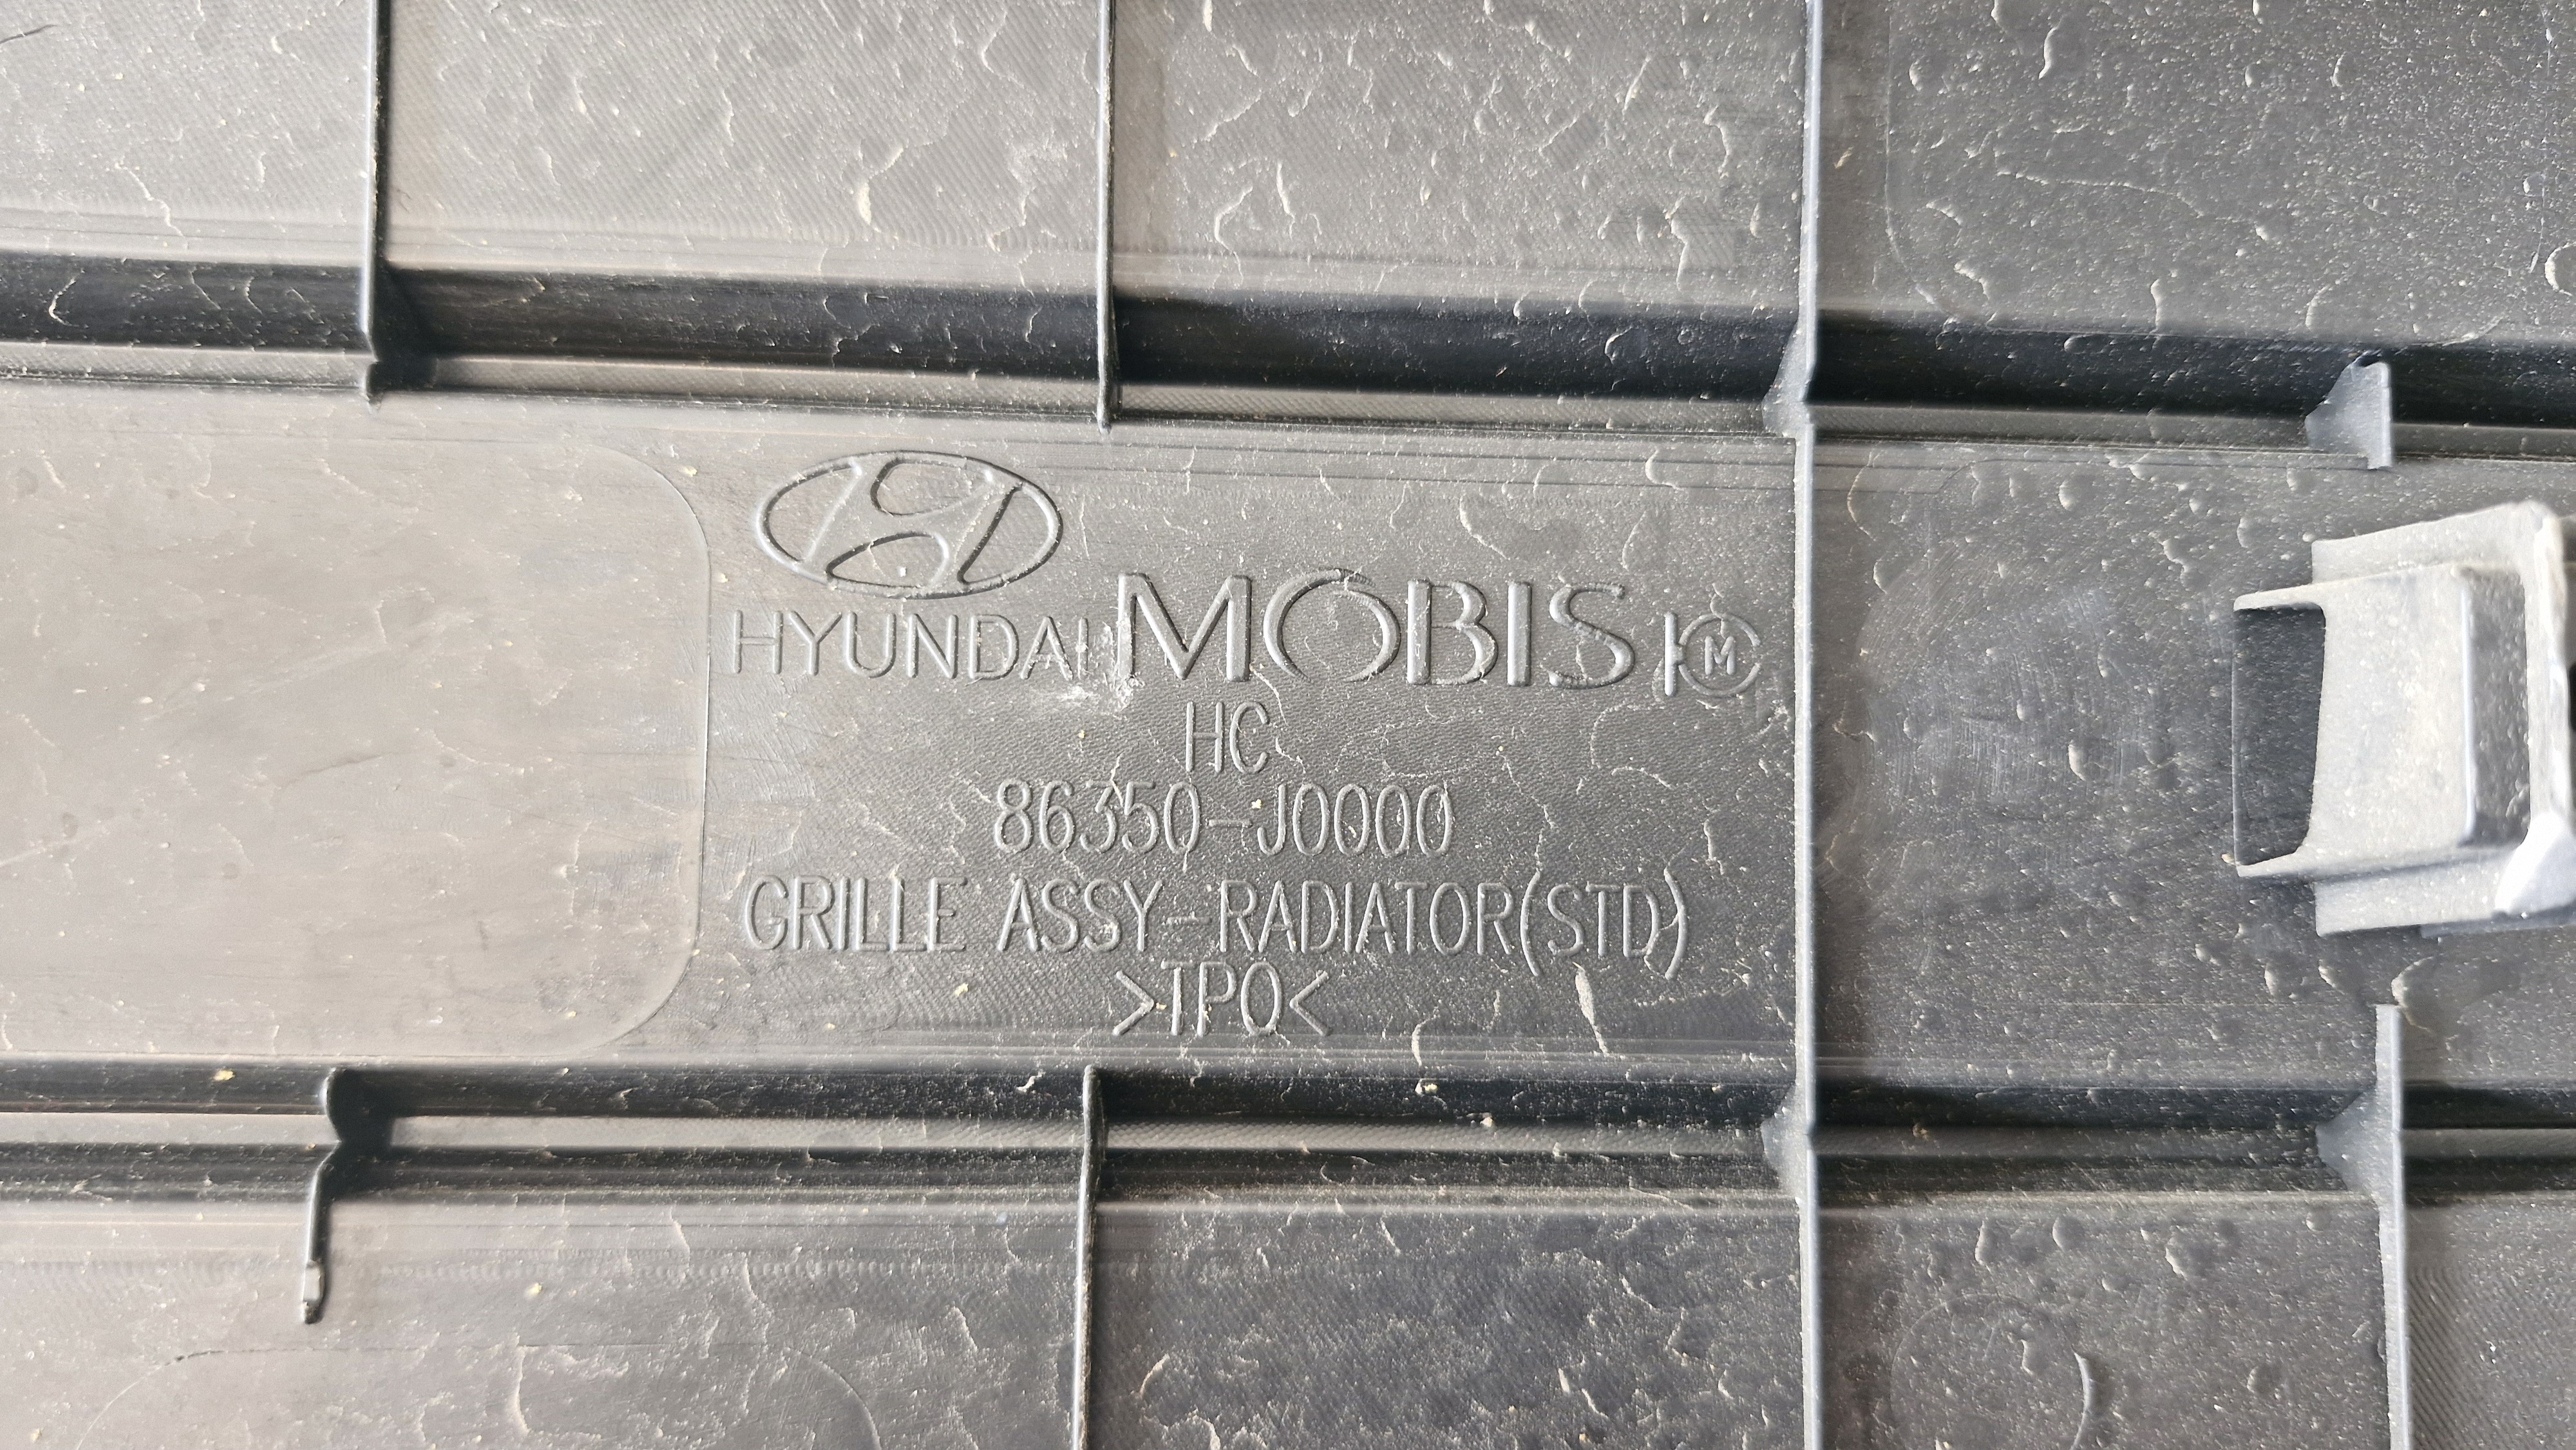 HYUNDAI MOBIS M
HC
86350-J0000
GRILLE ASSY-RADIATOR(STD)
>TPO<